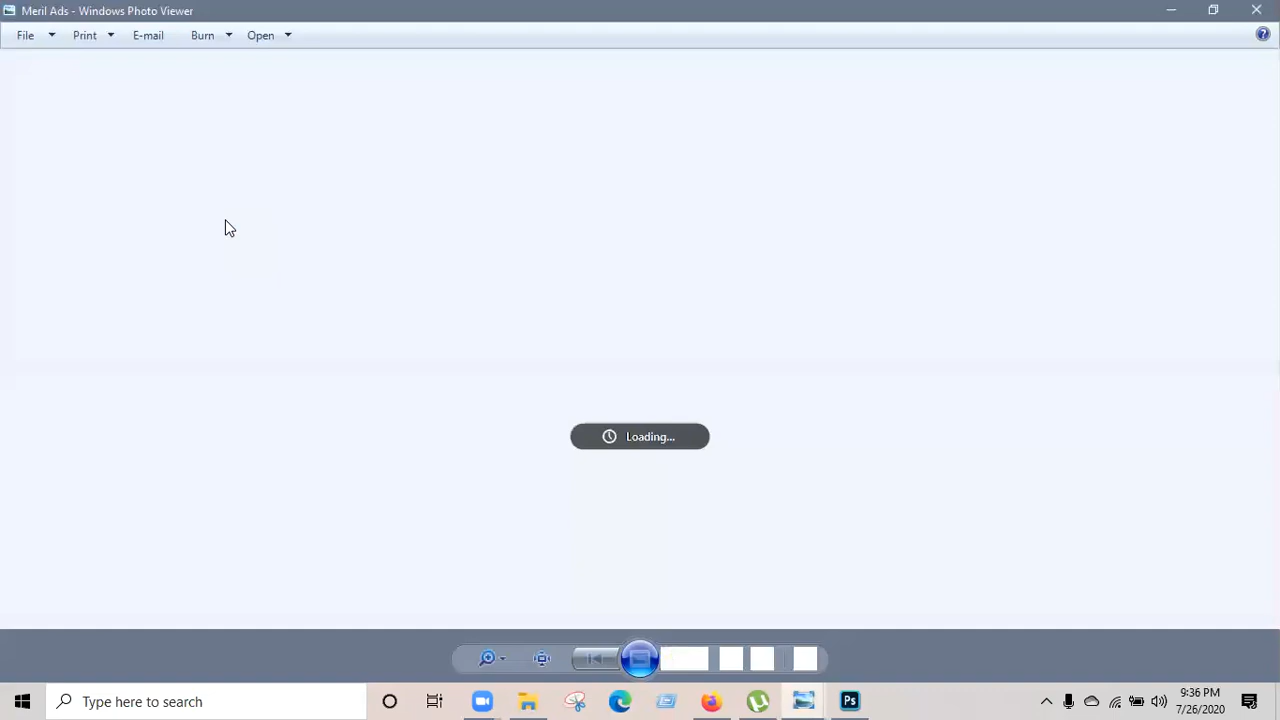 Meril Ads - Windows Photo Viewer
File Print E-mail Burn Open
Loading...
Type here to search
Ps
9:36 PM
7/26/2020